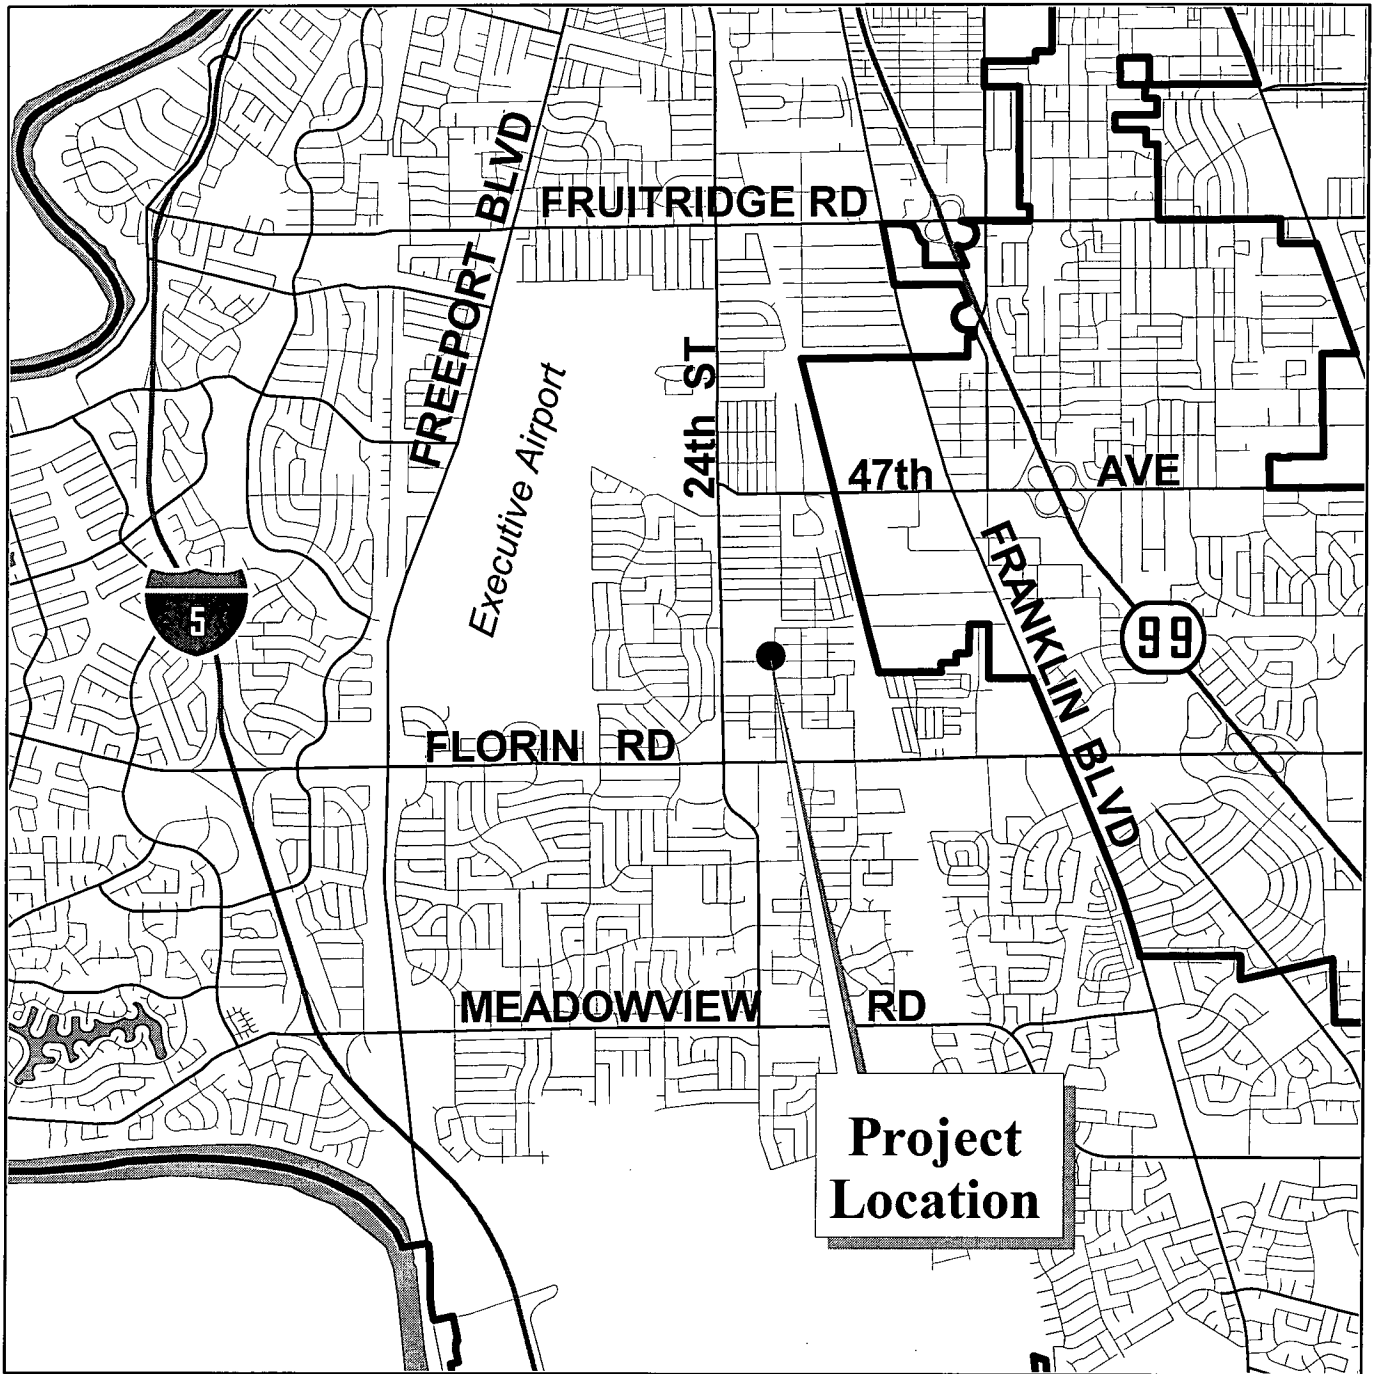 FREEPORT BLVD
FRUITRIDGE RD
Executive Airport
24th ST
47th AVE
FRANKLIN BLVD
5
99
FLORIN RD
MEADOWVIEW RD
Project
Location